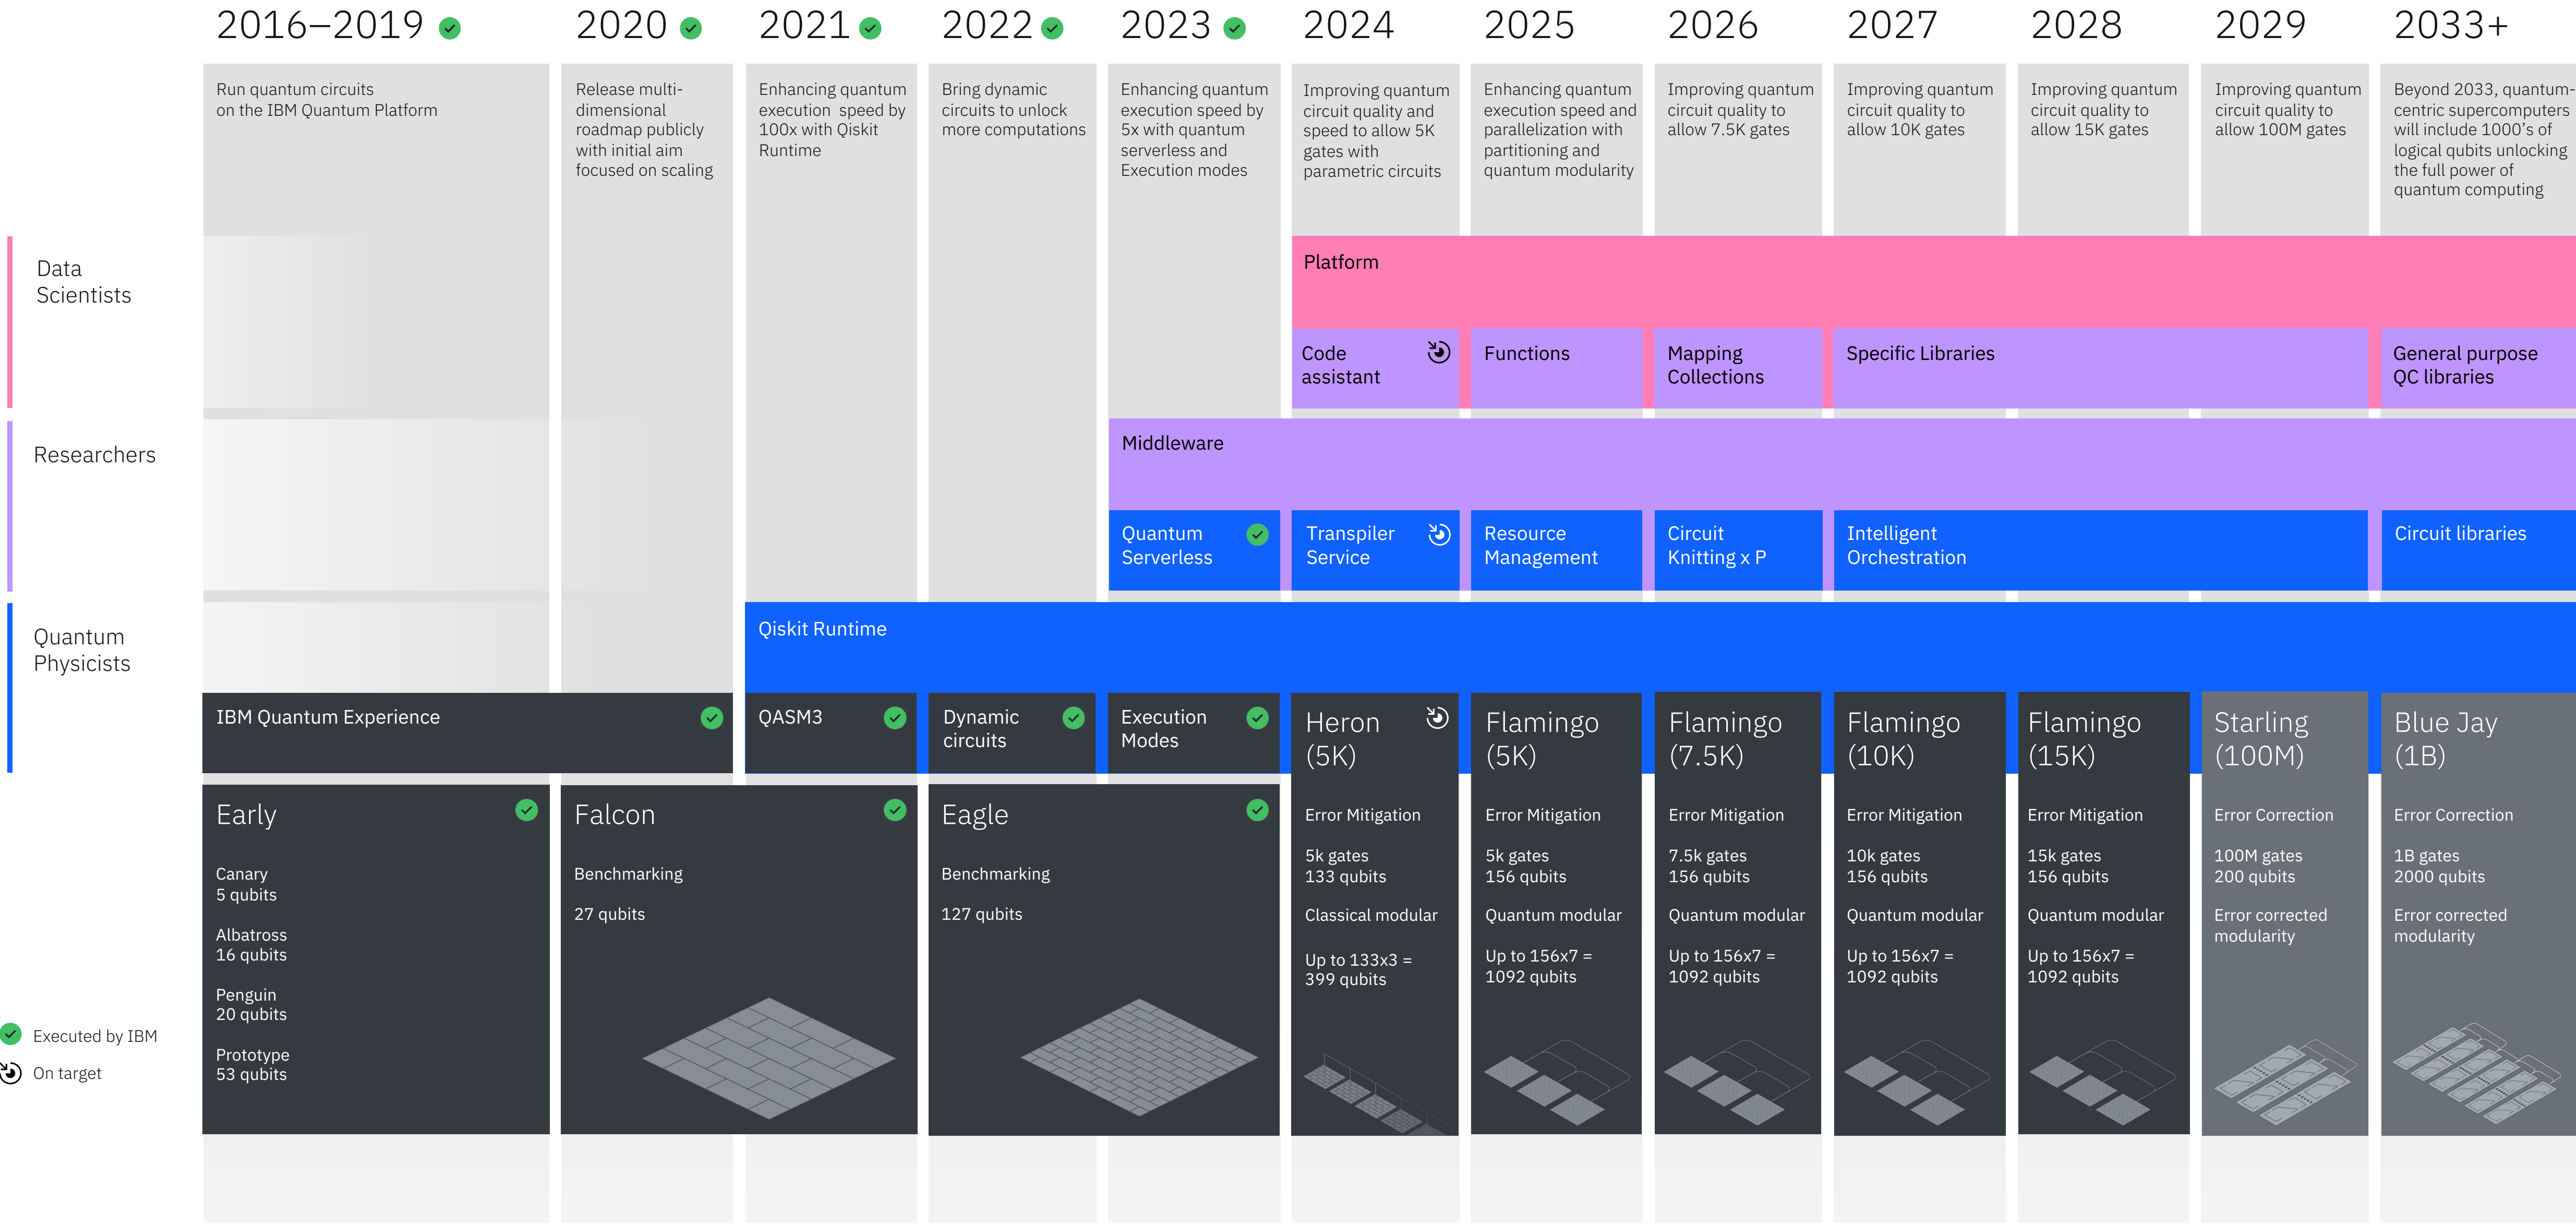 2016–2019
2020
2021
2022
2023
2024
2025
2026
2027
2028
2029
2033+
Run quantum circuits
on the IBM Quantum Platform
Release multi-
dimensional
roadmap publicly
with initial aim
focused on scaling
Enhancing quantum
execution speed by
100x with Qiskit
Runtime
Bring dynamic
circuits to unlock
more computations
Enhancing quantum
execution speed by
5x with quantum
serverless and
Execution modes
Improving quantum
circuit quality and
speed to allow 5K
gates with
parametric circuits
Enhancing quantum
execution speed and
parallelization with
partitioning and
quantum modularity
Improving quantum
circuit quality to
allow 7.5K gates
Improving quantum
circuit quality to
allow 10K gates
Improving quantum
circuit quality to
allow 15K gates
Improving quantum
circuit quality to
allow 100M gates
Beyond 2033, quantum-
centric supercomputers
will include 1000's of
logical qubits unlocking
the full power of
quantum computing
Data
Scientists
Platform
Code
assistant
Functions
Mapping
Collections
Specific Libraries
General purpose
QC libraries
Researchers
Middleware
Quantum
Serverless
Transpiler
Service
Resource
Management
Circuit
Knitting x P
Intelligent
Orchestration
Circuit libraries
Quantum
Physicists
Qiskit Runtime
IBM Quantum Experience
QASM3
Dynamic
circuits
Execution
Modes
Early
Canary
5 qubits
Albatross
16 qubits
Penguin
20 qubits
Prototype
53 qubits
Falcon
Benchmarking
27 qubits
Eagle
Benchmarking
127 qubits
Heron
(5K)
Error Mitigation
5k gates
133 qubits
Classical modular
Up to 133x3 =
399 qubits
Flamingo
(5K)
Error Mitigation
5k gates
156 qubits
Quantum modular
Up to 156x7 =
1092 qubits
Flamingo
(7.5K)
Error Mitigation
7.5k gates
156 qubits
Quantum modular
Up to 156x7 =
1092 qubits
Flamingo
(10K)
Error Mitigation
10k gates
156 qubits
Quantum modular
Up to 156x7 =
1092 qubits
Flamingo
(15K)
Error Mitigation
15k gates
156 qubits
Quantum modular
Up to 156x7 =
1092 qubits
Starling
(100M)
Error Correction
100M gates
200 qubits
Error corrected
modularity
Blue Jay
(1B)
Error Correction
1B gates
2000 qubits
Error corrected
modularity
Executed by IBM
On target